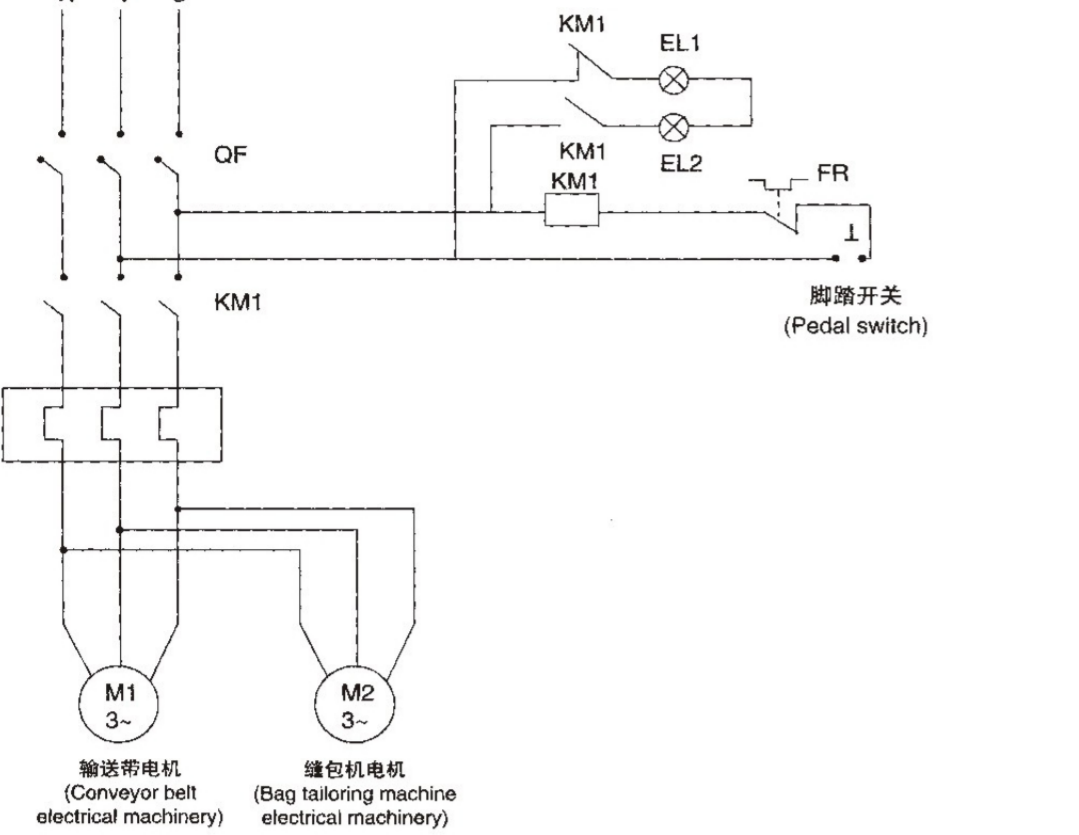 KM1
EL1
QF
KM1
EL2
KM1
FR
KM1
脚踏开关
(Pedal switch)
M1
3~
M2
3~
输送带电机
(Conveyor belt
electrical machinery)
缝包机电机
(Bag tailoring machine
electrical machinery)